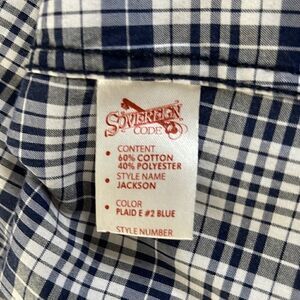 SOVEREIGN
CODE
• CONTENT
60% COTTON
40% POLYESTER
• STYLE NAME
JACKSON
• COLOR
PLAID E #2 BLUE
STYLE NUMBER